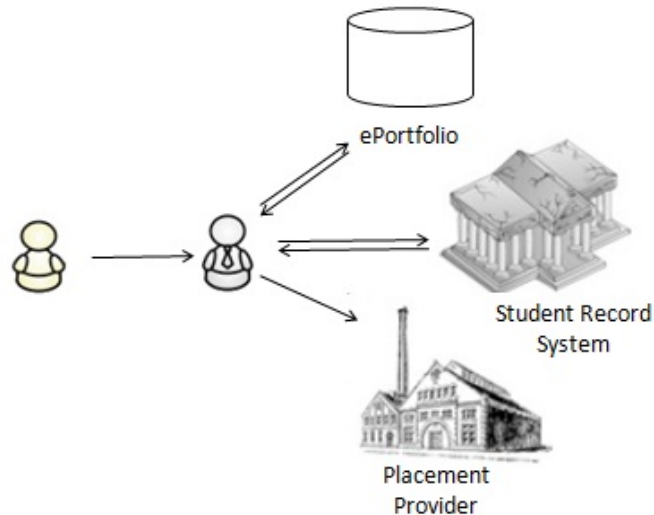 ePortfolio
Student Record
System
Placement
Provider